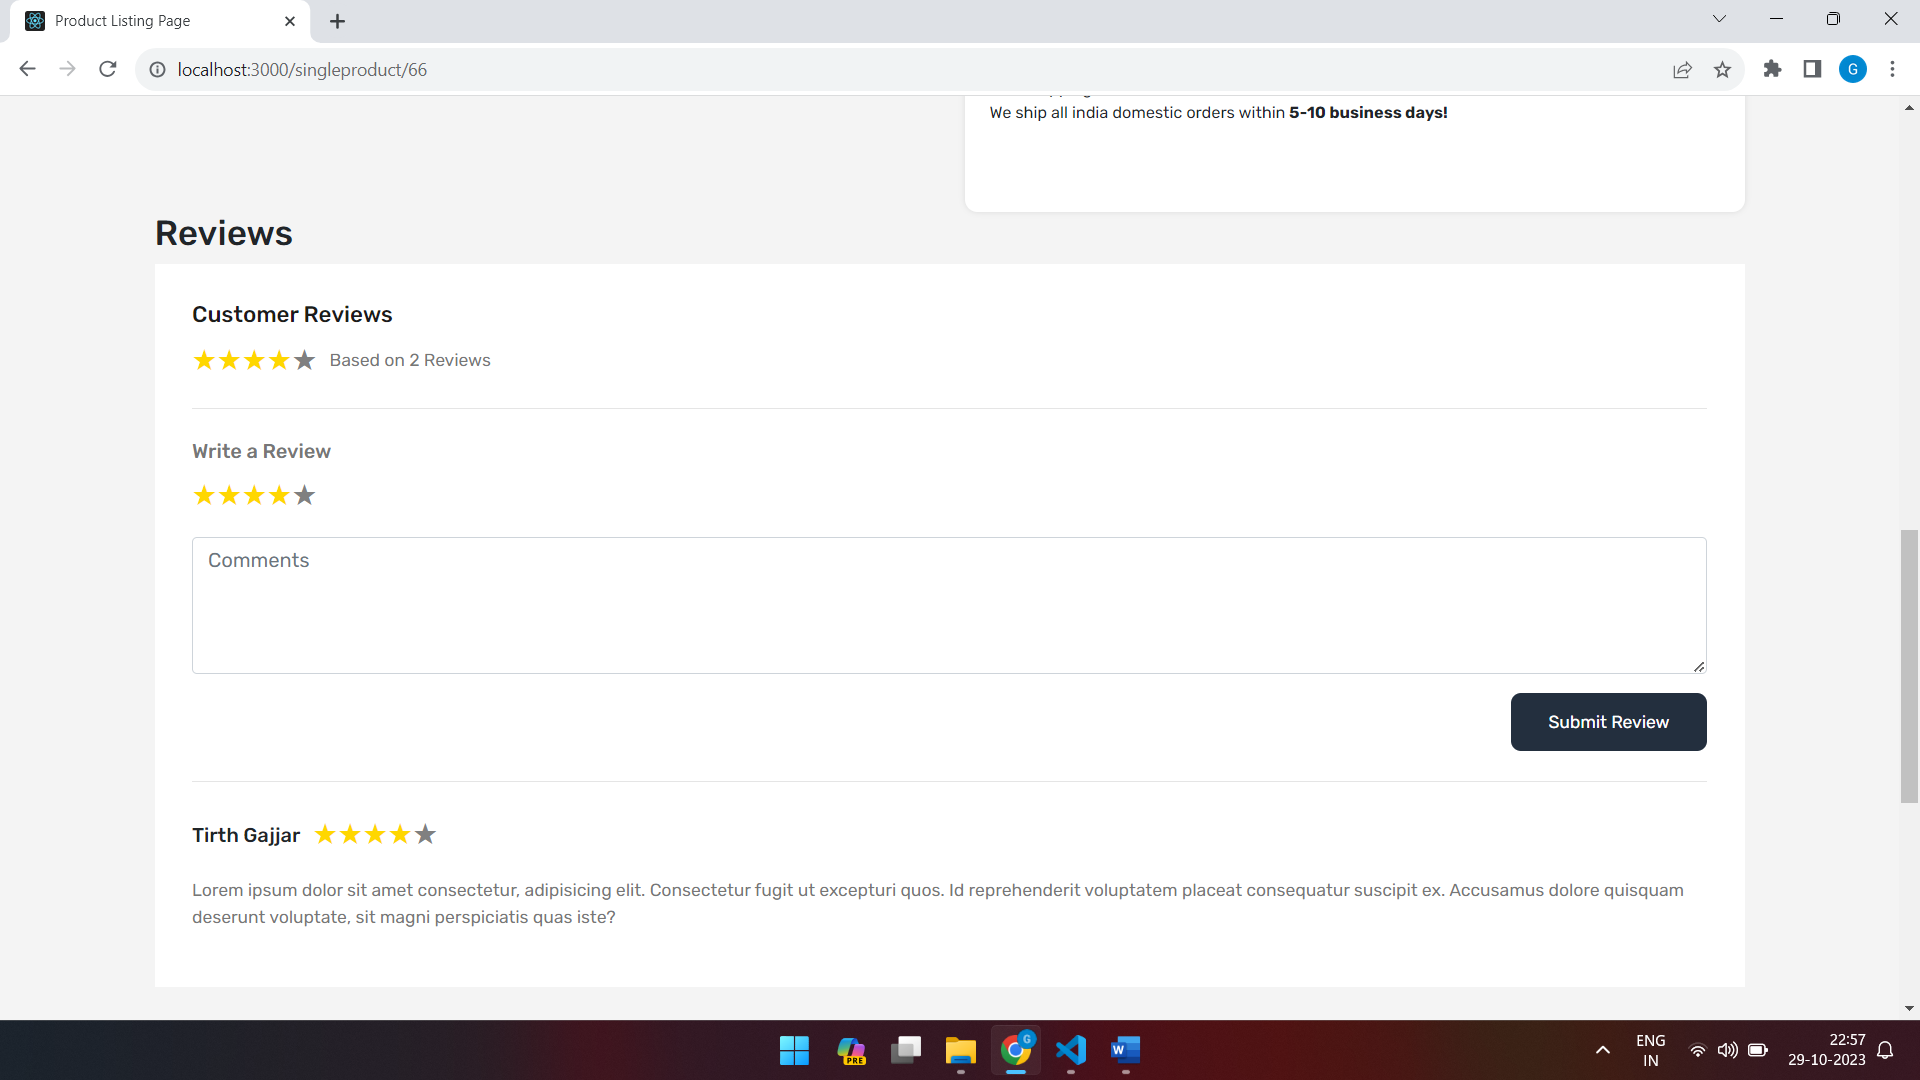 Product Listing Page
localhost:3000/singleproduct/66
G
We ship all india domestic orders within 5-10 business days!
Reviews
Customer Reviews
Based on 2 Reviews
Write a Review
Comments
Submit Review
Tirth Gajjar
Lorem ipsum dolor sit amet consectetur, adipisicing elit. Consectetur fugit ut excepturi quos. Id reprehenderit voluptatem placeat consequatur suscipit ex. Accusamus dolore quisquam
deserunt voluptate, sit magni perspiciatis quas iste?
PRE
G
W
ENG
IN
22:57
29-10-2023